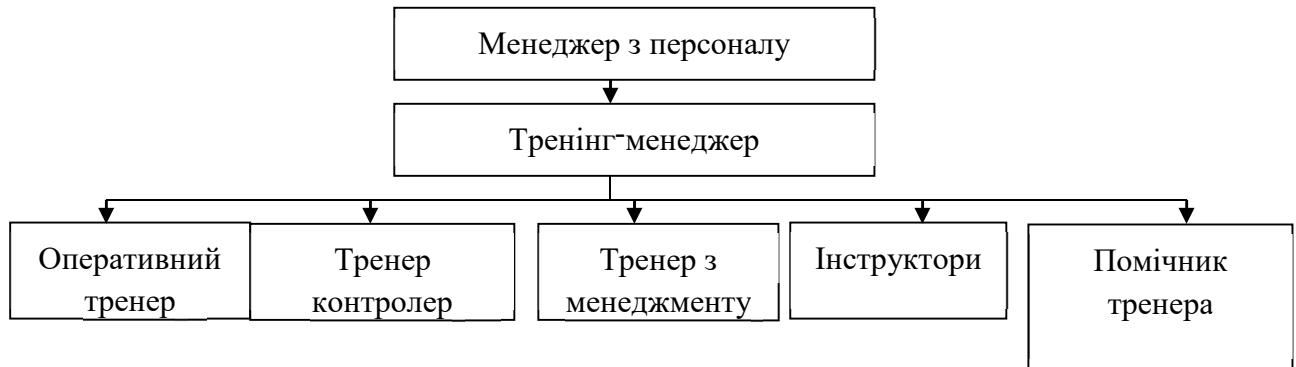 Менеджер з персоналу
Тренінг-менеджер
Оперативний
тренер
Тренер
контролер
Тренер з
менеджменту
Інструктори
Помічник
тренера